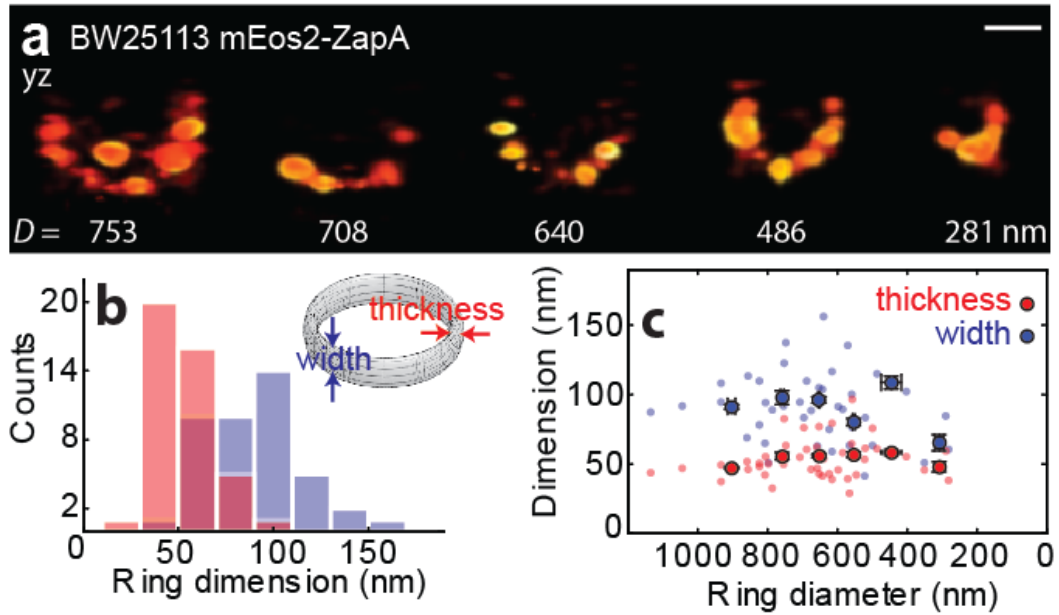 a BW25113 mEos2-ZapA
yz
D = 753 708 640 486 281 nm
b
Counts
20
14
8
2
0 50 100 150
Ring dimension (nm)
thickness
width
c
thickness
width
Dimension (nm)
150
100
50
0
1000 800 600 400 200 0
Ring diameter (nm)